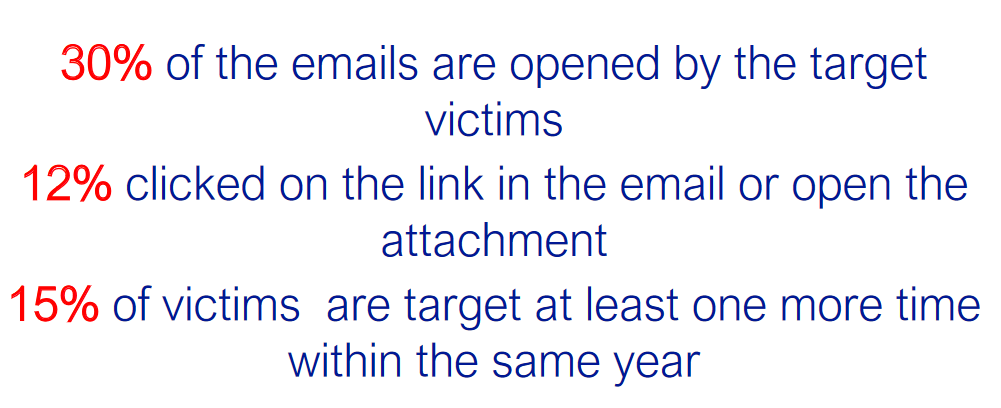 30% of the emails are opened by the target
victims
12% clicked on the link in the email or open the
attachment
15% of victims  are target at least one more time
within the same year